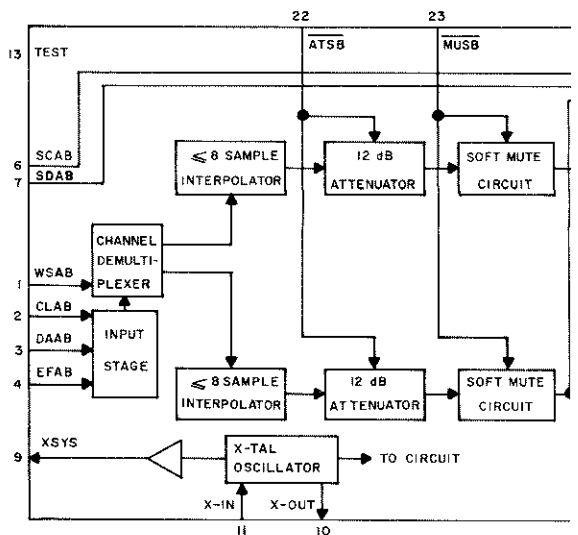 22 23
13 TEST ATSB MUSB
6 SCAB
7 SDAB
⩽ 8 SAMPLE
INTERPOLATOR
12 dB
ATTENUATOR
SOFT MUTE
CIRCUIT
CHANNEL
DEMULTI-
PLEXER
1 WSAB
2 CLAB
3 DAAB
4 EFAB
INPUT
STAGE
⩽ 8 SAMPLE
INTERPOLATOR
12 dB
ATTENUATOR
SOFT MUTE
CIRCUIT
9 XSYS
X-TAL
OSCILLATOR
TO CIRCUIT
X-IN X-OUT
11 10